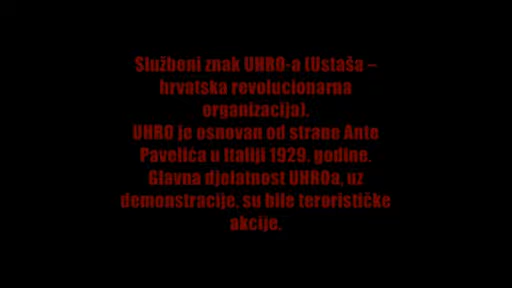 Službeni znak UHRO-a (Ustaša –
hrvatska revolucionarna
organizacija).
UHRO je osnovan od strane Ante
Pavelića u Italiji 1929. godine.
Glavna djelatnost UHROa, uz
demonstracije, su bile terorističke
akcije.